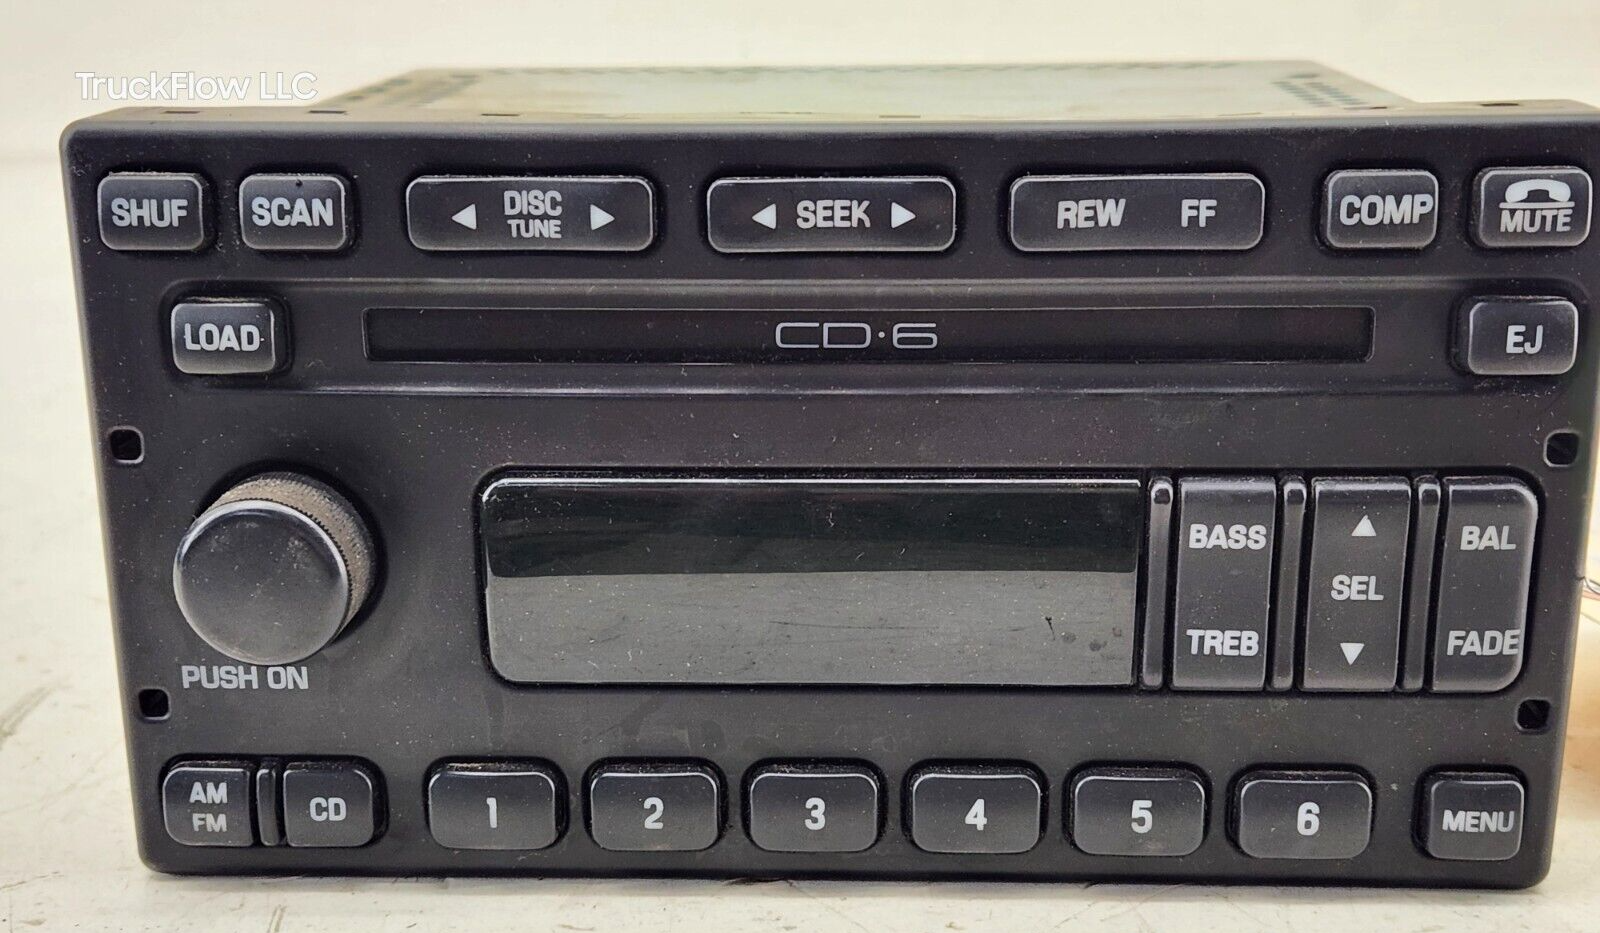 TruckFlow LLC
SHUF
SCAN
DISC
TUNE
SEEK
REW FF
COMP
MUTE
LOAD
CD·6
EJ
BASS
TREB
SEL
BAL
FADE
PUSH ON
AM
FM
CD
1
2
3
4
5
6
MENU